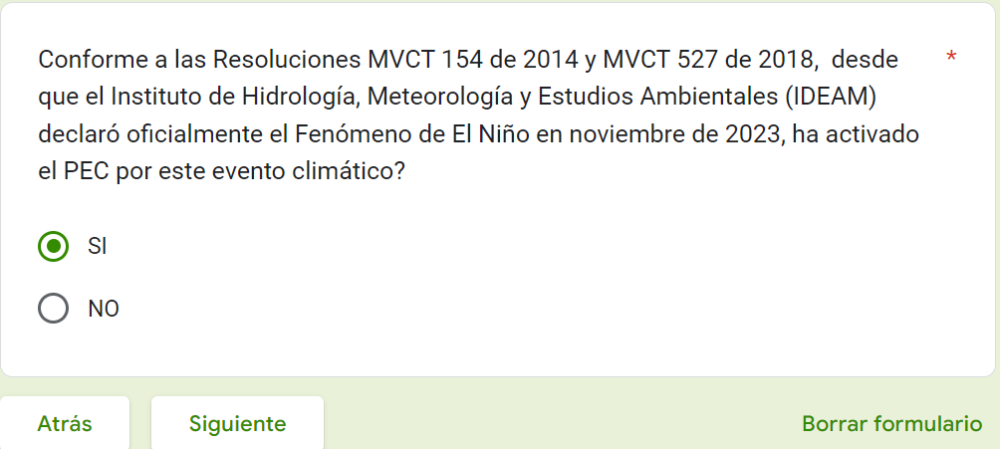 Conforme a las Resoluciones MVCT 154 de 2014 y MVCT 527 de 2018,  desde *
que el Instituto de Hidrología, Meteorología y Estudios Ambientales (IDEAM)
declaró oficialmente el Fenómeno de El Niño en noviembre de 2023, ha activado
el PEC por este evento climático?
SI
NO
Atrás Siguiente Borrar formulario